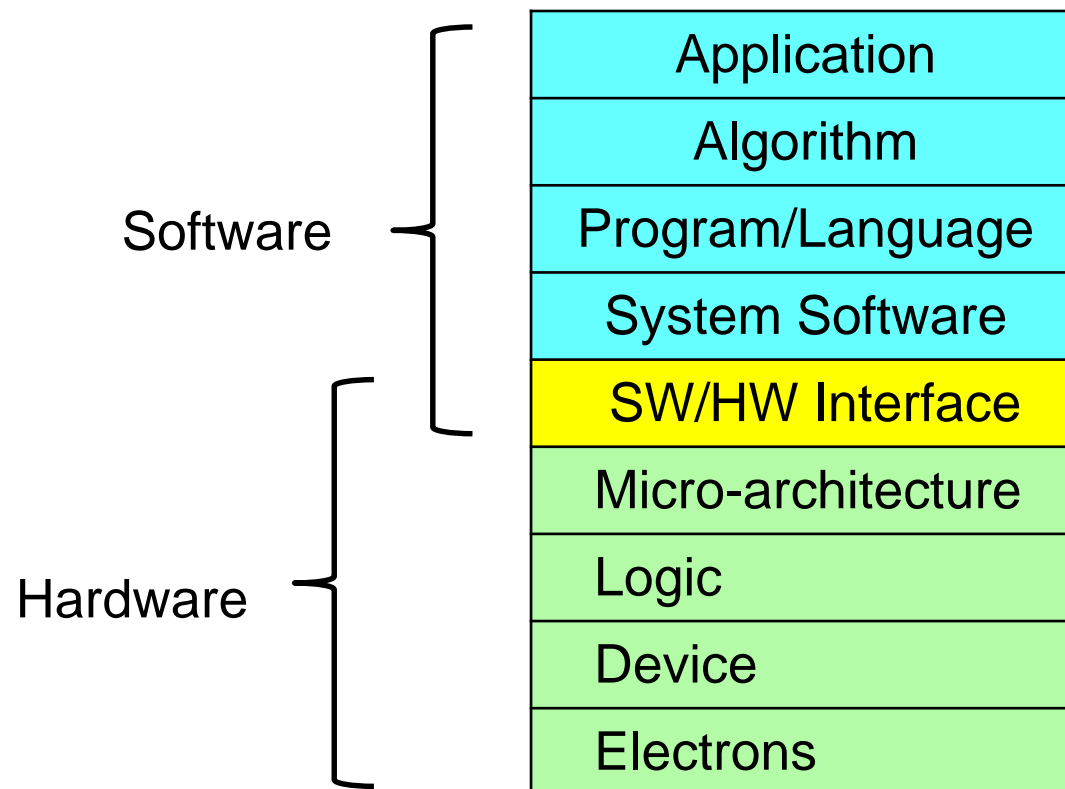 Application
Algorithm
Software
Program/Language
System Software
SW/HW Interface
Micro-architecture
Hardware
Logic
Device
Electrons